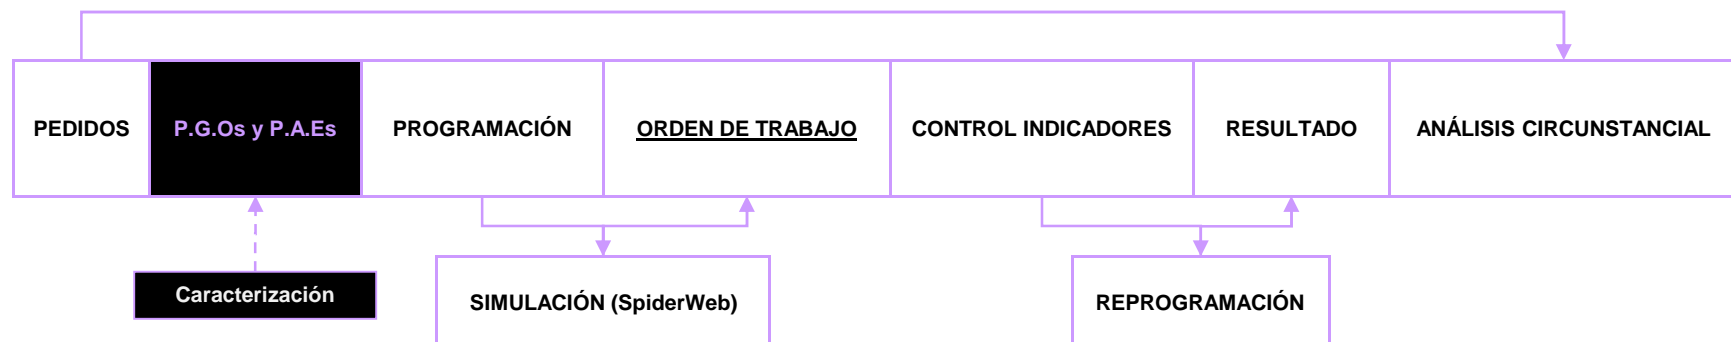 PEDIDOS
P.G.Os y P.A.Es
PROGRAMACIÓN
ORDEN DE TRABAJO
CONTROL INDICADORES
RESULTADO
ANÁLISIS CIRCUNSTANCIAL
Caracterización
SIMULACIÓN (SpiderWeb)
REPROGRAMACIÓN